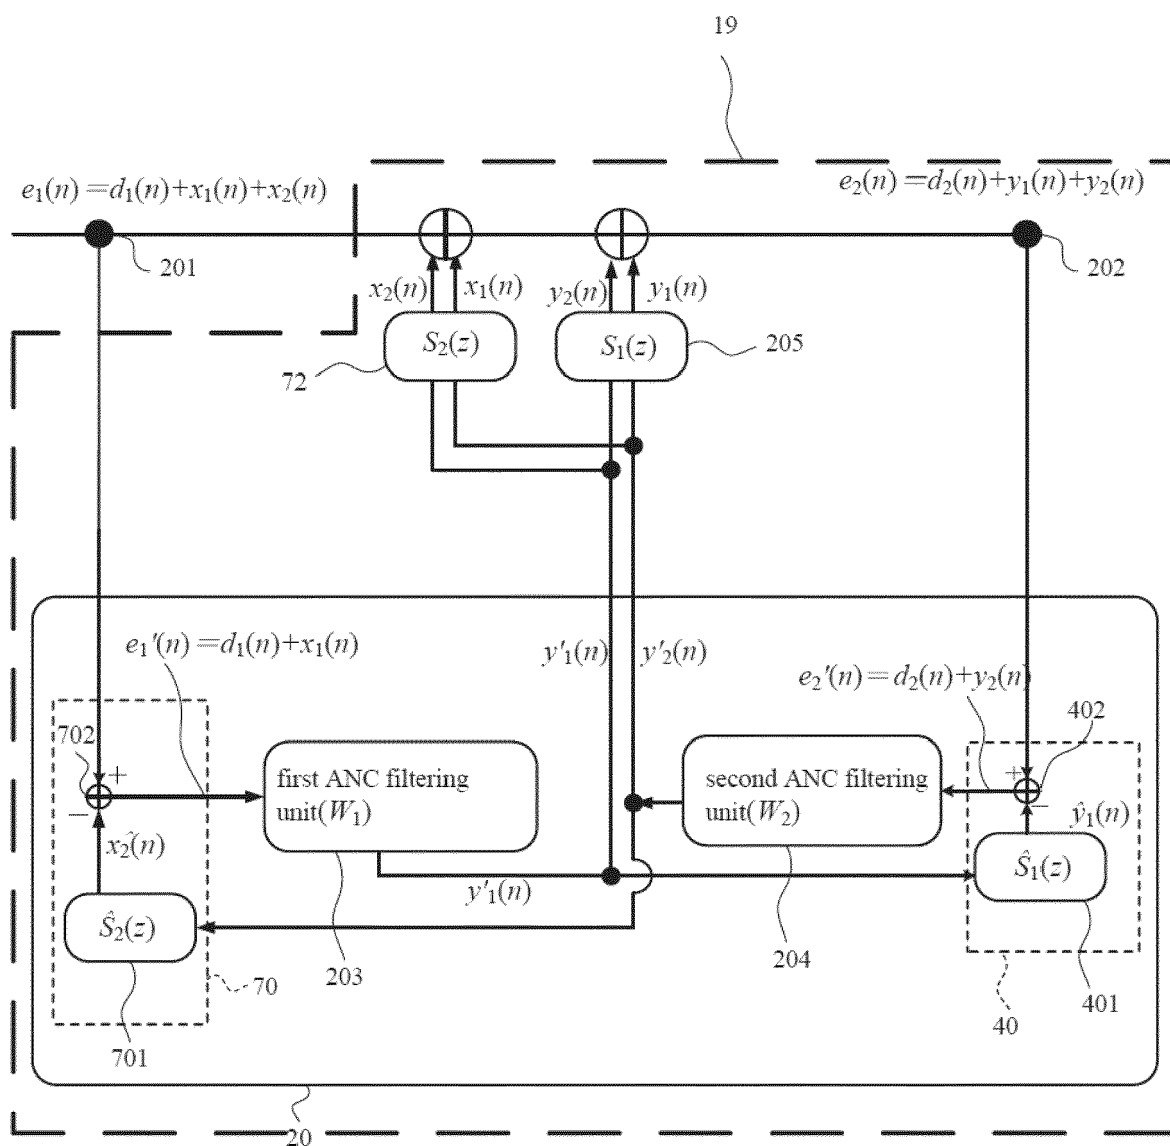 19
e₁(n)=d₁(n)+x₁(n)+x₂(n)
e₂(n)=d₂(n)+y₁(n)+y₂(n)
201
202
x₂(n)
x₁(n)
y₂(n)
y₁(n)
S₂(z)
S₁(z)
72
205
e₁'(n)=d₁(n)+x₁(n)
y'₁(n)
y'₂(n)
e₂'(n)=d₂(n)+y₂(n)
702
402
+
+
first ANC filtering
unit(W₁)
second ANC filtering
unit(W₂)
−
−
x₂̂(n)
ŷ₁(n)
Ŝ₁(z)
y'₁(n)
Ŝ₂(z)
203
204
70
40
401
701
20